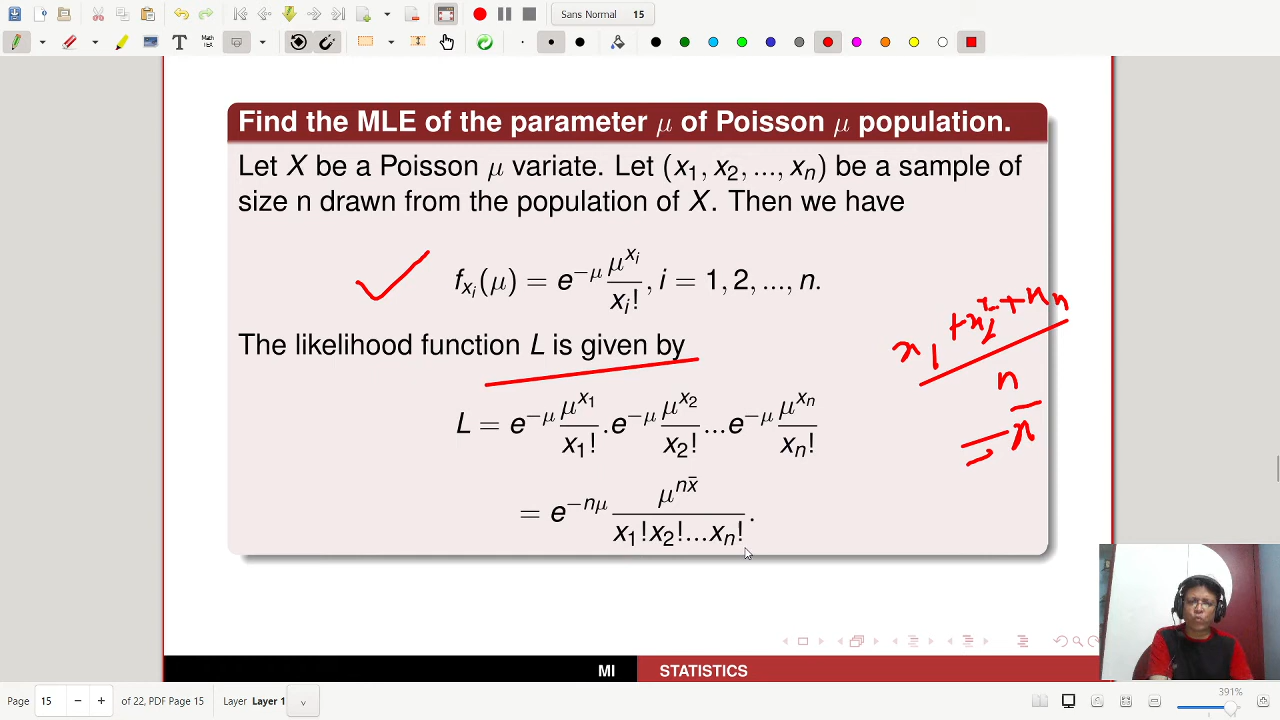 Sans Normal 15
Find the MLE of the parameter μ of Poisson μ population.
Let X be a Poisson μ variate. Let (x₁, x₂, ..., xₙ) be a sample of
size n drawn from the population of X. Then we have
f_{x_i}(μ) = e^{−μ} μ^{x_i}/x_i!, i = 1, 2, ..., n.
The likelihood function L is given by
L = e^{−μ} μ^{x₁}/x₁! . e^{−μ} μ^{x₂}/x₂! ... e^{−μ} μ^{xₙ}/xₙ!
= e^{−nμ} μ^{nx̄}/(x₁!x₂!...xₙ!).
n
= x̄
MI STATISTICS
Page 15 of 22, PDF Page 15 Layer Layer 1 391%